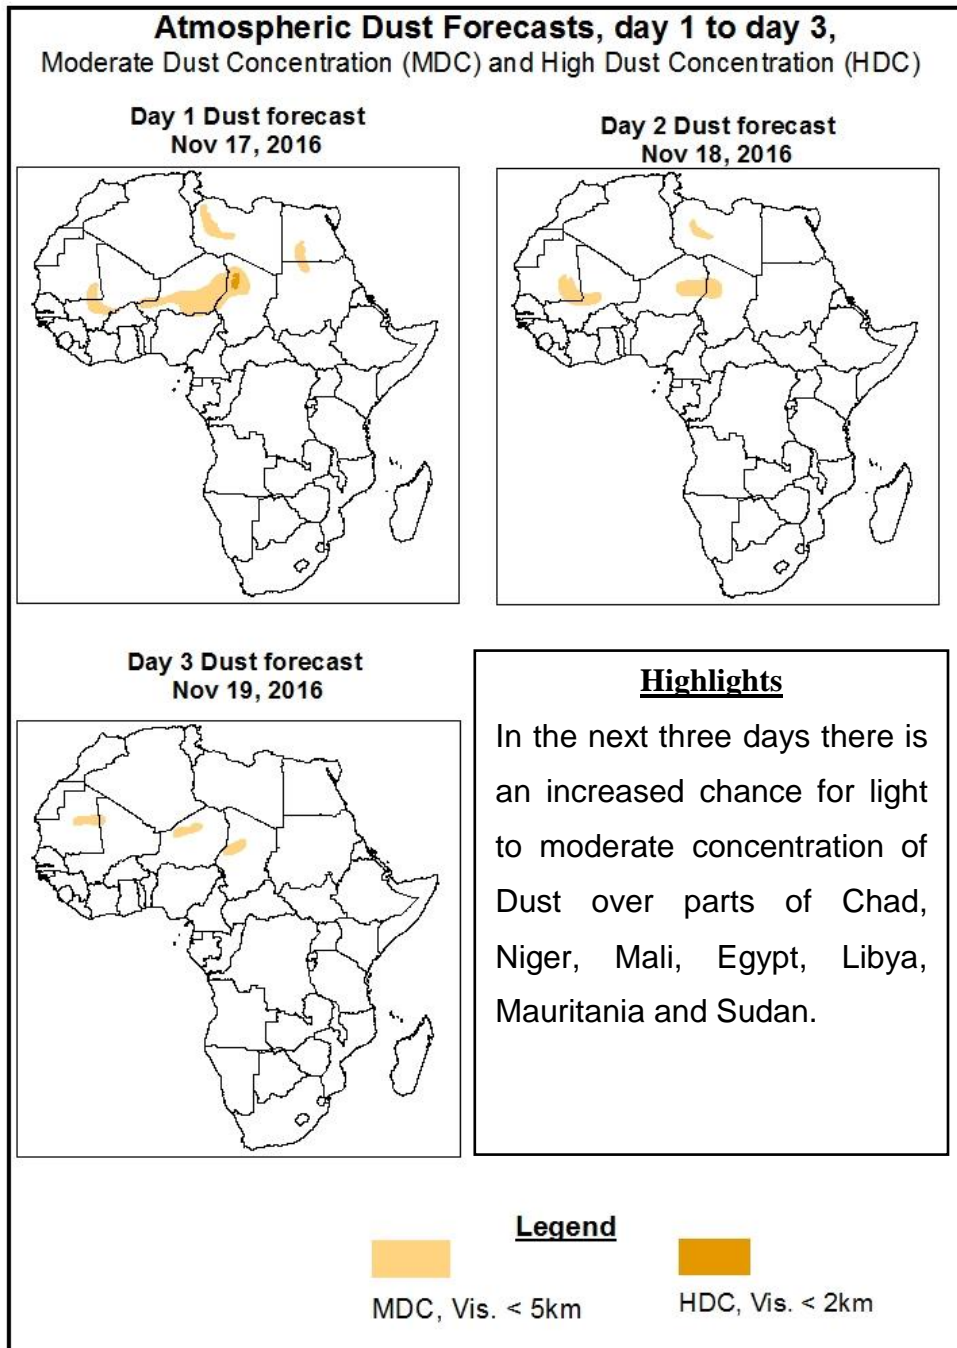 Atmospheric Dust Forecasts, day 1 to day 3,
Moderate Dust Concentration (MDC) and High Dust Concentration (HDC)
Day 1 Dust forecast
Nov 17, 2016
Day 2 Dust forecast
Nov 18, 2016
Day 3 Dust forecast
Nov 19, 2016
Highlights
In the next three days there is
an increased chance for light
to moderate concentration of
Dust over parts of Chad,
Niger, Mali, Egypt, Libya,
Mauritania and Sudan.
Legend
MDC, Vis. < 5km
HDC, Vis. < 2km